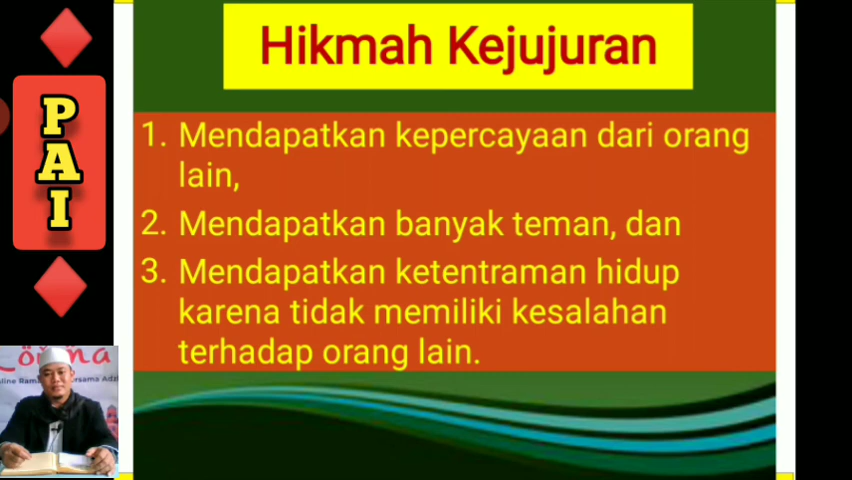 P
A
I
Hikmah Kejujuran
1. Mendapatkan kepercayaan dari orang
lain,
2. Mendapatkan banyak teman, dan
3. Mendapatkan ketentraman hidup
karena tidak memiliki kesalahan
terhadap orang lain.